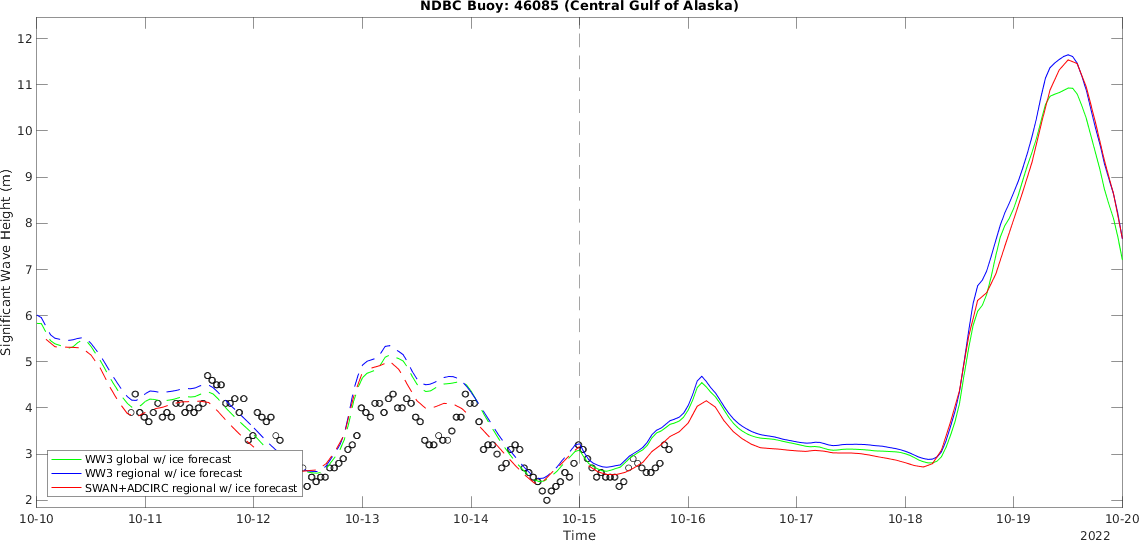 NDBC Buoy: 46085 (Central Gulf of Alaska)
Significant Wave Height (m)
12
11
10
9
8
7
6
5
4
3
2
WW3 global w/ ice forecast
WW3 regional w/ ice forecast
SWAN+ADCIRC regional w/ ice forecast
10-10 10-11 10-12 10-13 10-14 10-15 10-16 10-17 10-18 10-19 10-20
Time
2022